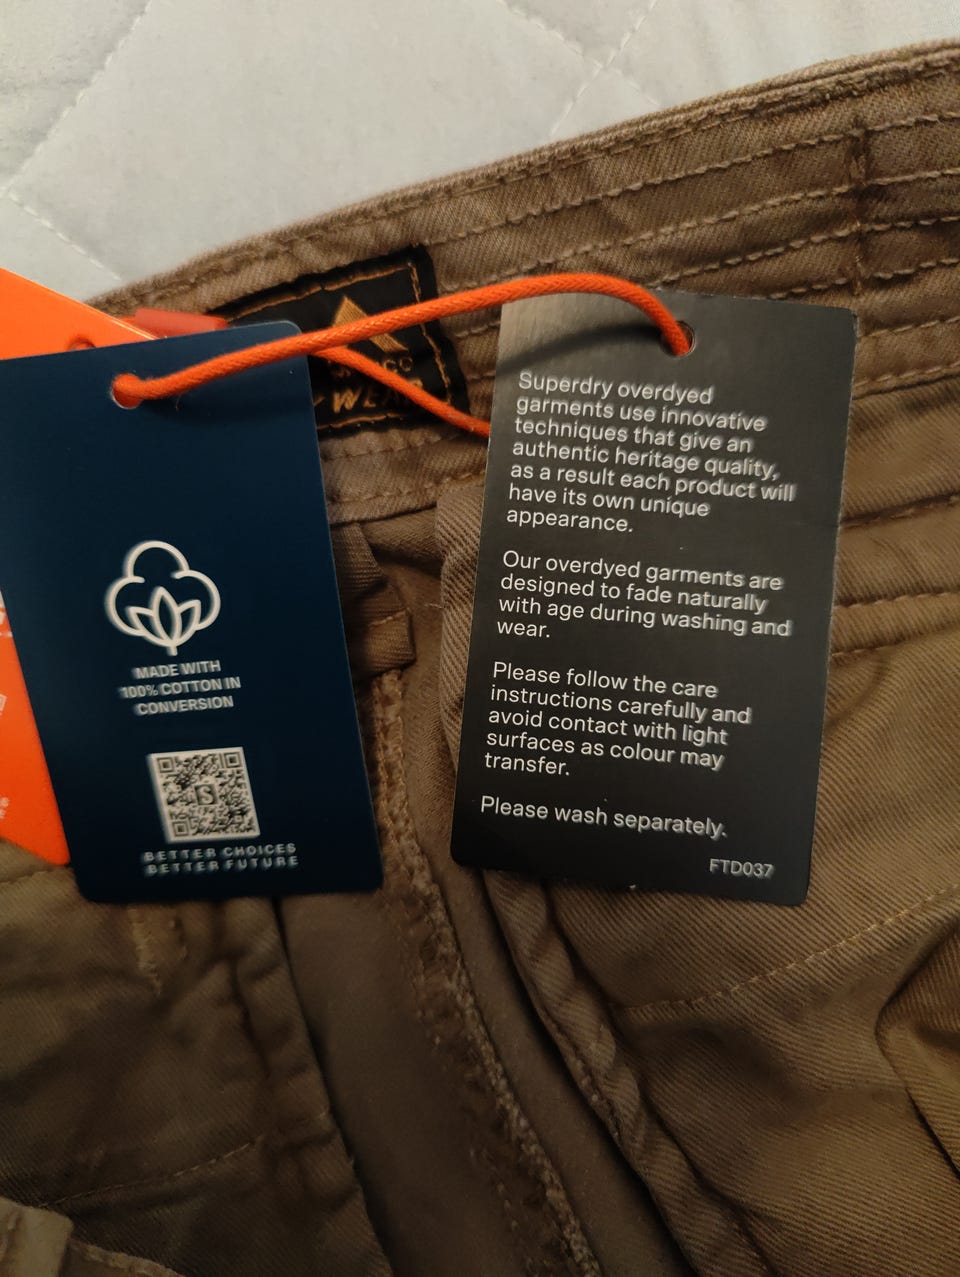 MADE WITH
100% COTTON IN
CONVERSION
S
BETTER CHOICES
BETTER FUTURE
Superdry overdyed
garments use innovative
techniques that give an
authentic heritage quality,
as a result each product will
have its own unique
appearance.
Our overdyed garments are
designed to fade naturally
with age during washing and
wear.
Please follow the care
instructions carefully and
avoid contact with light
surfaces as colour may
transfer.
Please wash separately.
FTD037